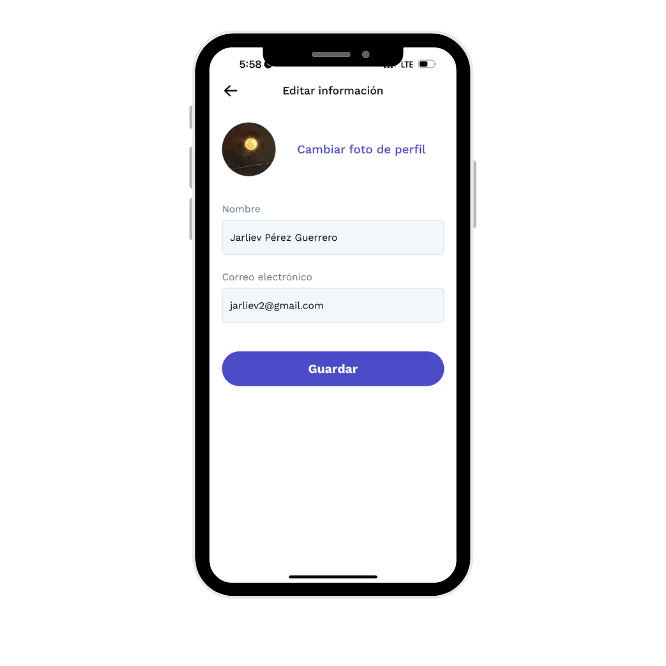 5:58
LTE
Editar información
Cambiar foto de perfil
Nombre
Jarliev Pérez Guerrero
Correo electrónico
jarliev2@gmail.com
Guardar